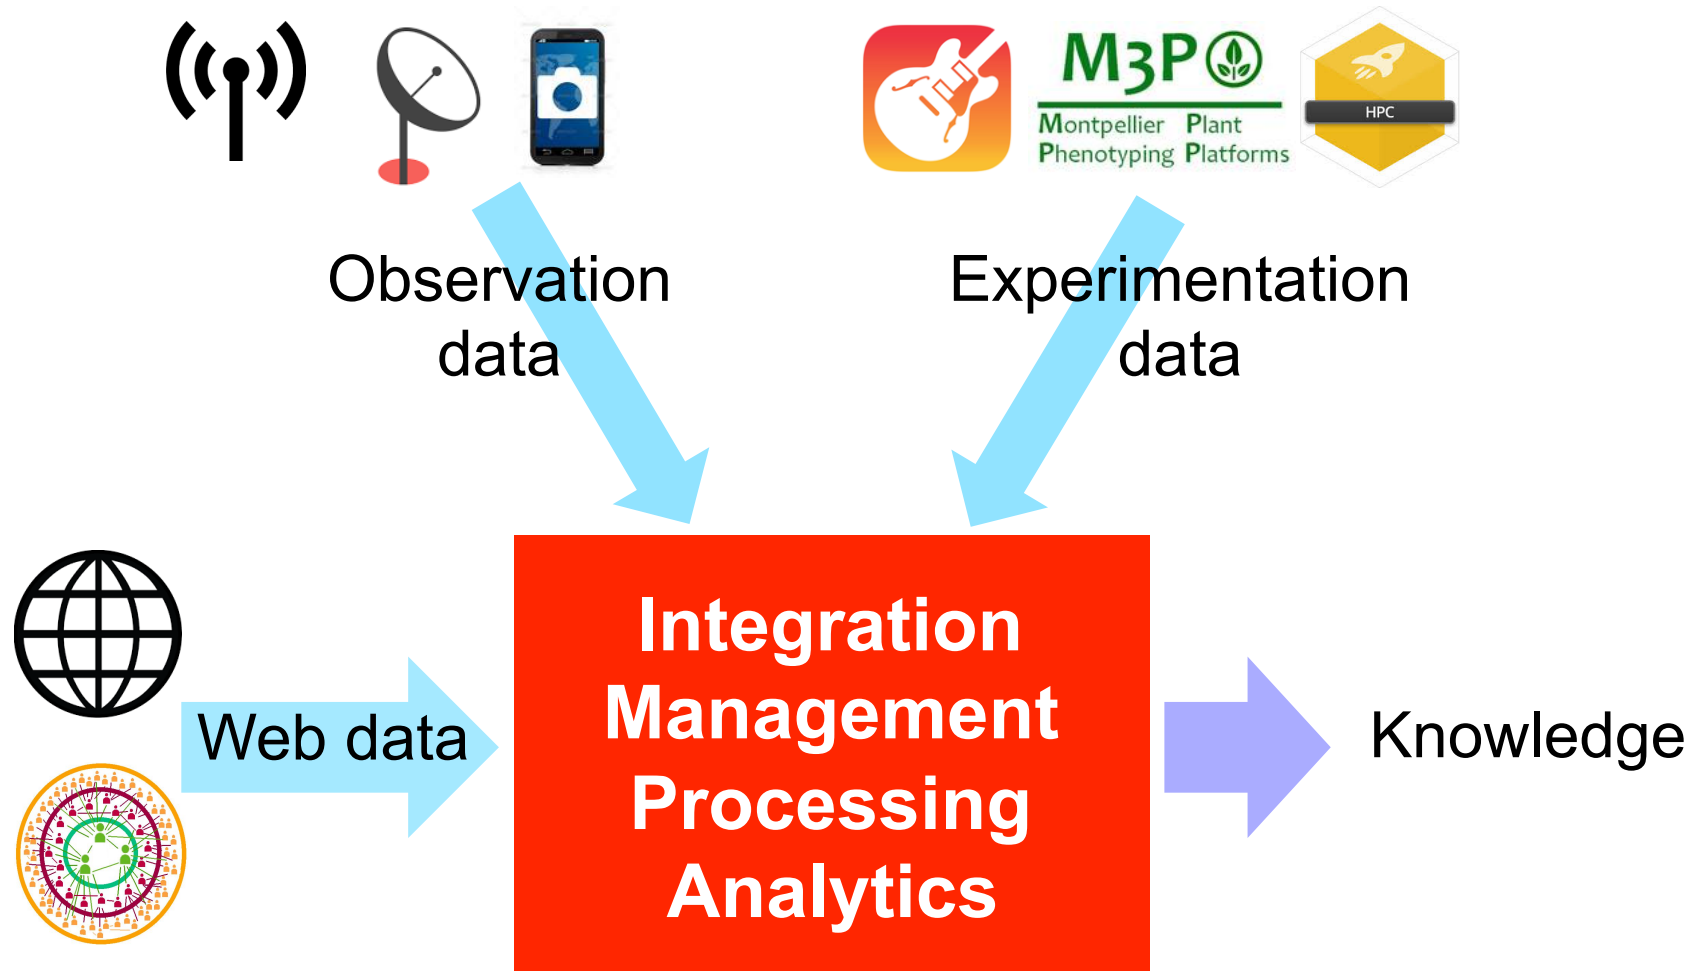 M3P
Montpellier Plant
Phenotyping Platforms
HPC
Observation
data
Experimentation
data
Web data
Integration
Management
Processing
Analytics
Knowledge